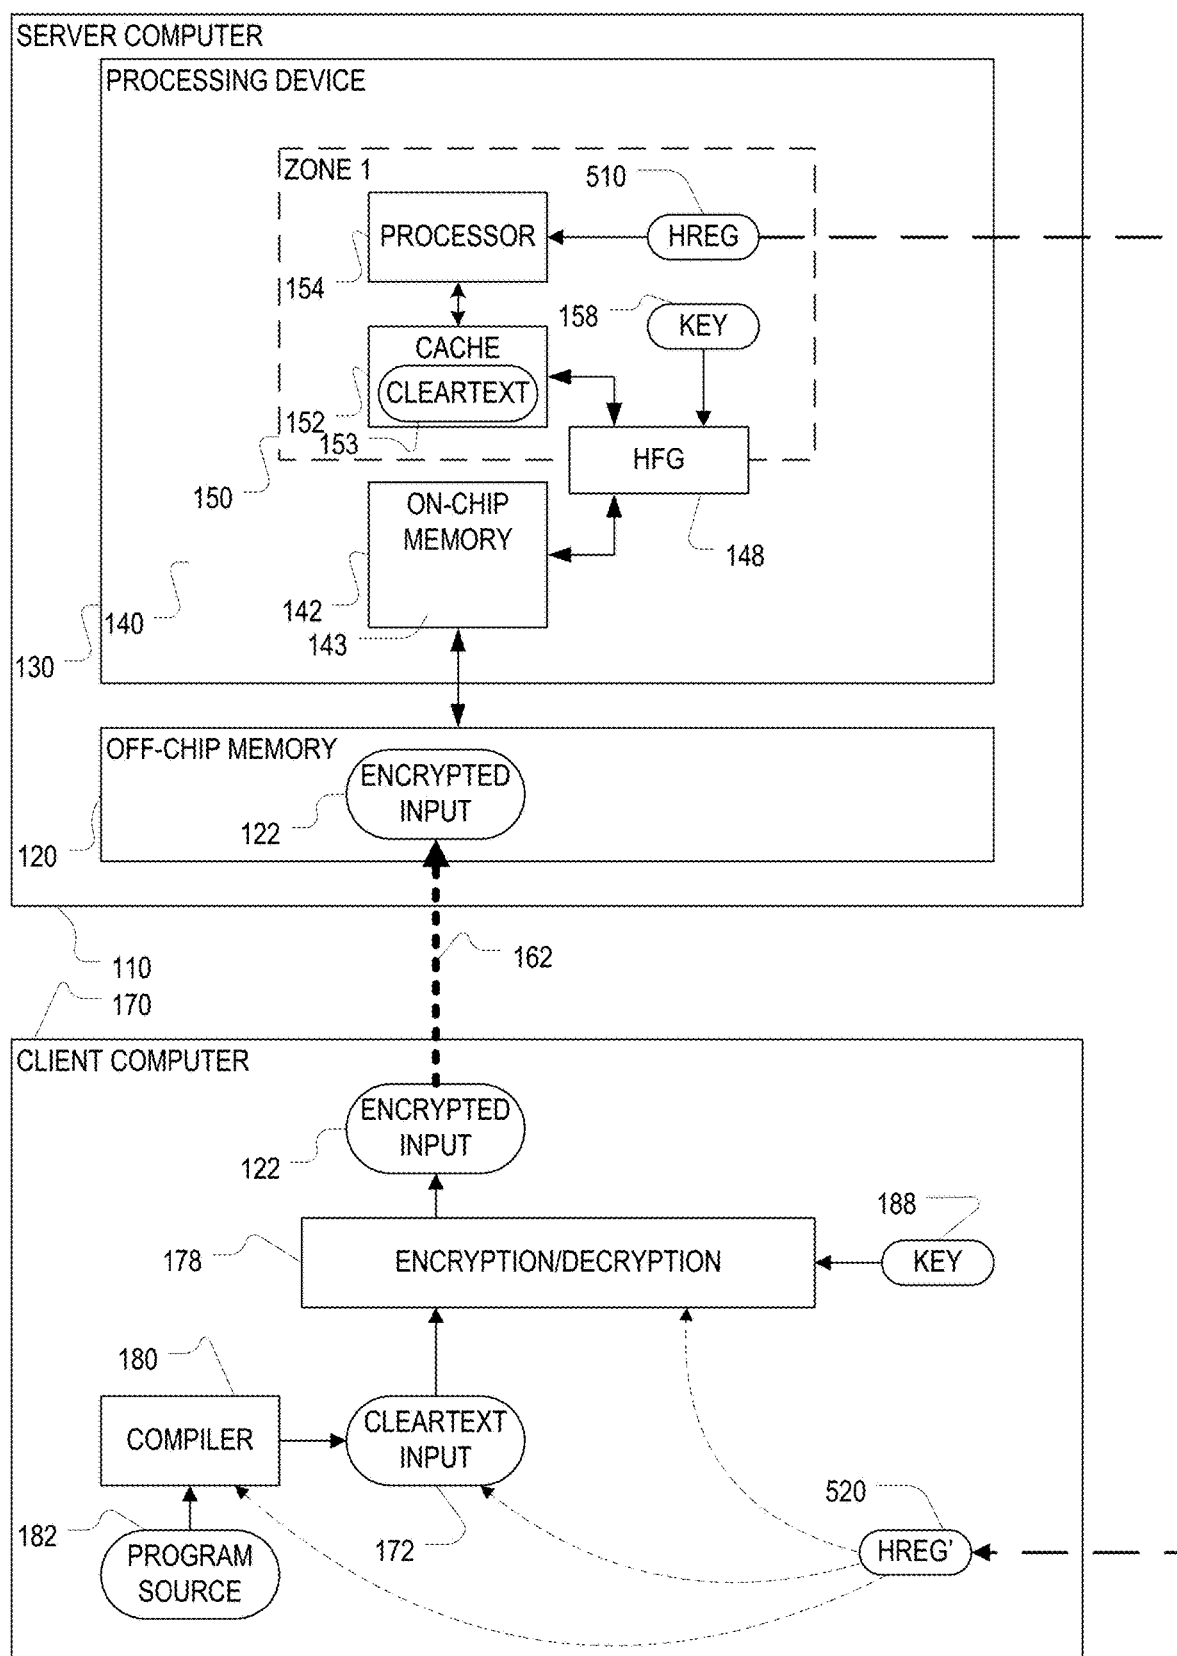 SERVER COMPUTER
PROCESSING DEVICE
ZONE 1
510
PROCESSOR
HREG
154
158
KEY
CACHE
CLEARTEXT
152
153
HFG
150
ON-CHIP
MEMORY
148
142
140
143
130
OFF-CHIP MEMORY
ENCRYPTED
INPUT
122
120
162
110
170
CLIENT COMPUTER
ENCRYPTED
INPUT
122
188
178
ENCRYPTION/DECRYPTION
KEY
180
CLEARTEXT
INPUT
COMPILER
520
182
172
HREG'
PROGRAM
SOURCE